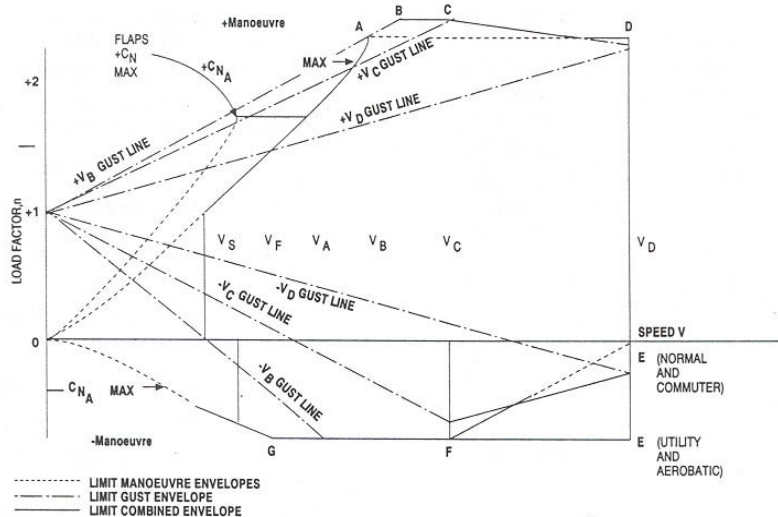 +Manoeuvre
B
C
D
A
FLAPS
+CN
MAX
+CNA
MAX
+VC GUST LINE
+2
+VD GUST LINE
+VB GUST LINE
LOAD FACTOR,n
+1
VS
VF
VA
VB
VC
VD
-VD GUST LINE
-VC GUST LINE
SPEED V
0
E (NORMAL
AND
COMMUTER)
-VB GUST LINE
CNA MAX
-Manoeuvre
G
F
E (UTILITY
AND
AEROBATIC)
LIMIT MANOEUVRE ENVELOPES
LIMIT GUST ENVELOPE
LIMIT COMBINED ENVELOPE